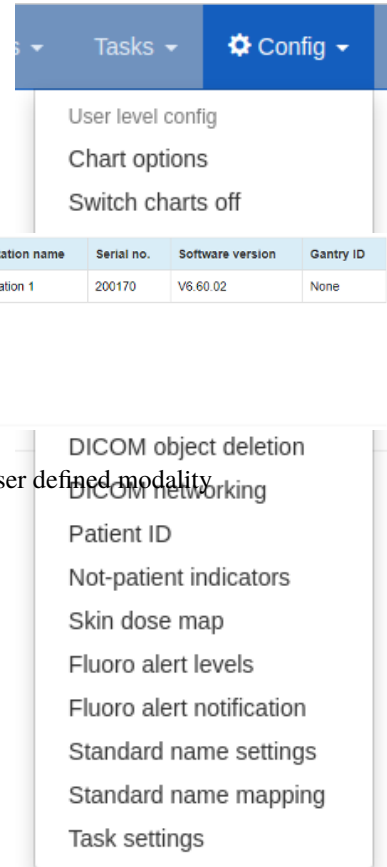 Tasks Config
User level config
Chart options
Switch charts off
tation name Serial no. Software version Gantry ID
ation 1 200170 V6.60.02 None
DICOM object deletion
ser defined modality
DICOM networking
Patient ID
Not-patient indicators
Skin dose map
Fluoro alert levels
Fluoro alert notification
Standard name settings
Standard name mapping
Task settings